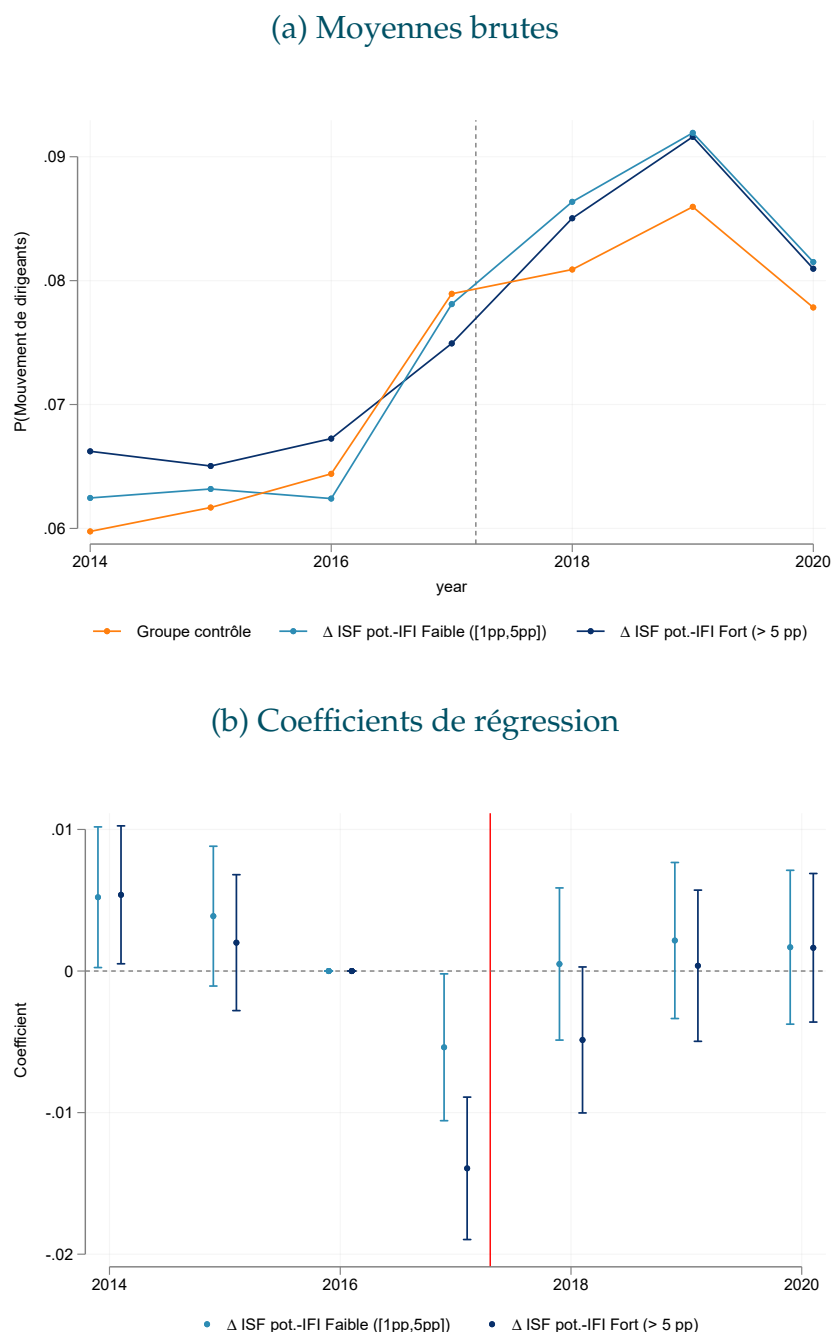 (a) Moyennes brutes
.09
.08
.07
.06
P(Mouvement de dirigeants)
2014 2016 2018 2020
year
Groupe contrôle Δ ISF pot.-IFI Faible ([1pp,5pp]) Δ ISF pot.-IFI Fort (> 5 pp)
(b) Coefficients de régression
.01
0
-.01
-.02
Coefficient
2014 2016 2018 2020
Δ ISF pot.-IFI Faible ([1pp,5pp]) Δ ISF pot.-IFI Fort (> 5 pp)